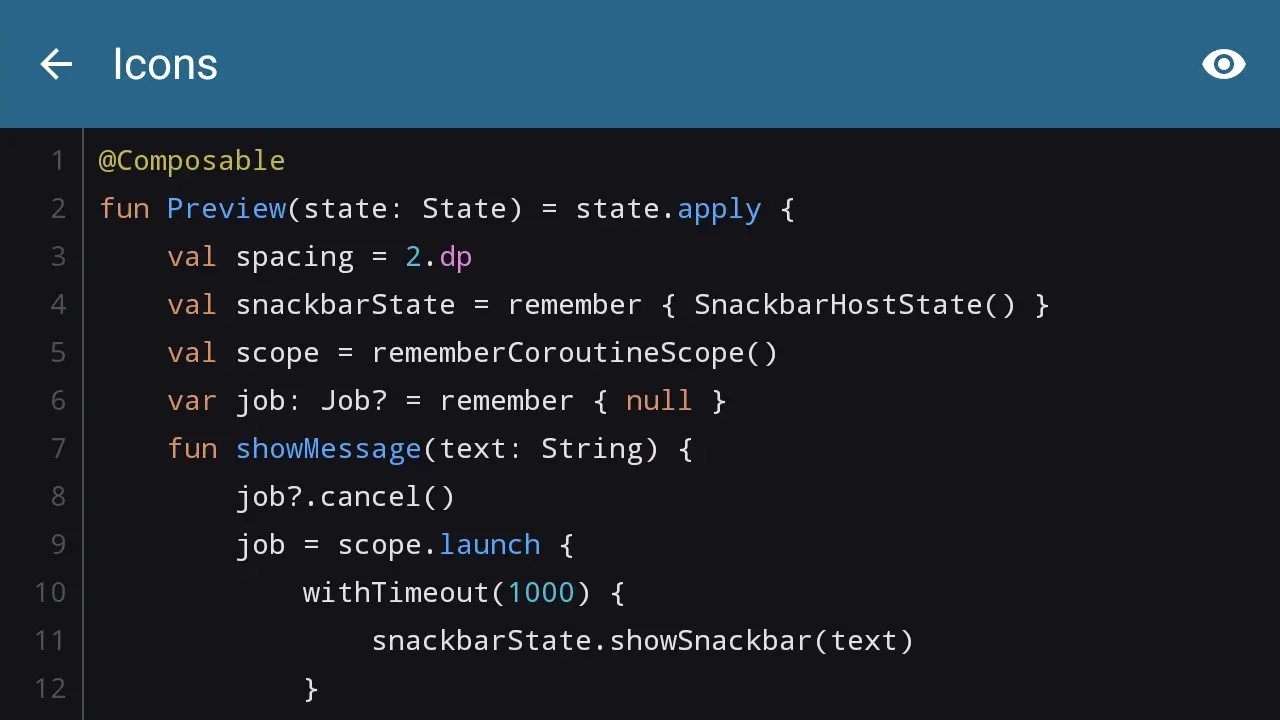 Icons
1 @Composable
2 fun Preview(state: State) = state.apply {
3     val spacing = 2.dp
4     val snackbarState = remember { SnackbarHostState() }
5     val scope = rememberCoroutineScope()
6     var job: Job? = remember { null }
7     fun showMessage(text: String) {
8         job?.cancel()
9         job = scope.launch {
10             withTimeout(1000) {
11                 snackbarState.showSnackbar(text)
12             }